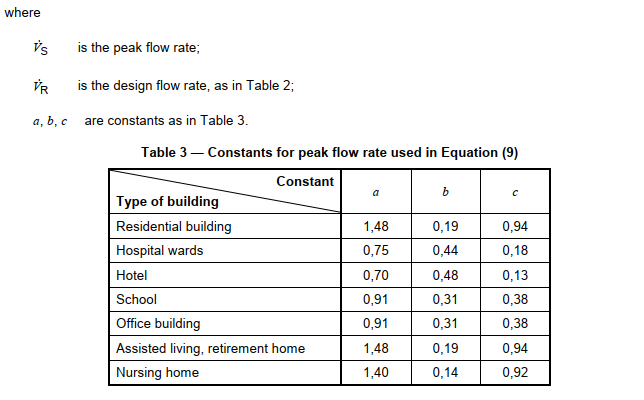 where
V̇S is the peak flow rate;
V̇R is the design flow rate, as in Table 2;
a, b, c are constants as in Table 3.
Table 3 — Constants for peak flow rate used in Equation (9)
Constant
Type of building
a b c
Residential building 1,48 0,19 0,94
Hospital wards 0,75 0,44 0,18
Hotel 0,70 0,48 0,13
School 0,91 0,31 0,38
Office building 0,91 0,31 0,38
Assisted living, retirement home 1,48 0,19 0,94
Nursing home 1,40 0,14 0,92